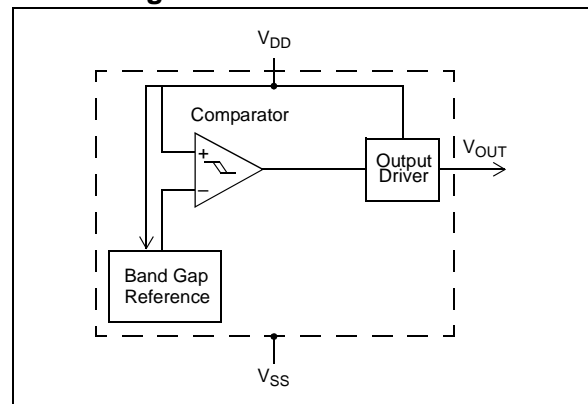 V_DD
Comparator
+
–
Output
Driver
V_OUT
Band Gap
Reference
V_SS